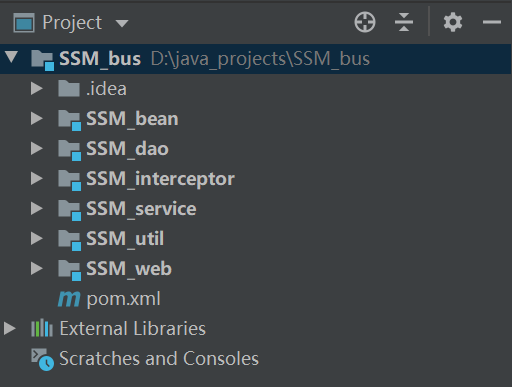 Project
SSM_bus D:\java_projects\SSM_bus
.idea
SSM_bean
SSM_dao
SSM_interceptor
SSM_service
SSM_util
SSM_web
m pom.xml
External Libraries
Scratches and Consoles